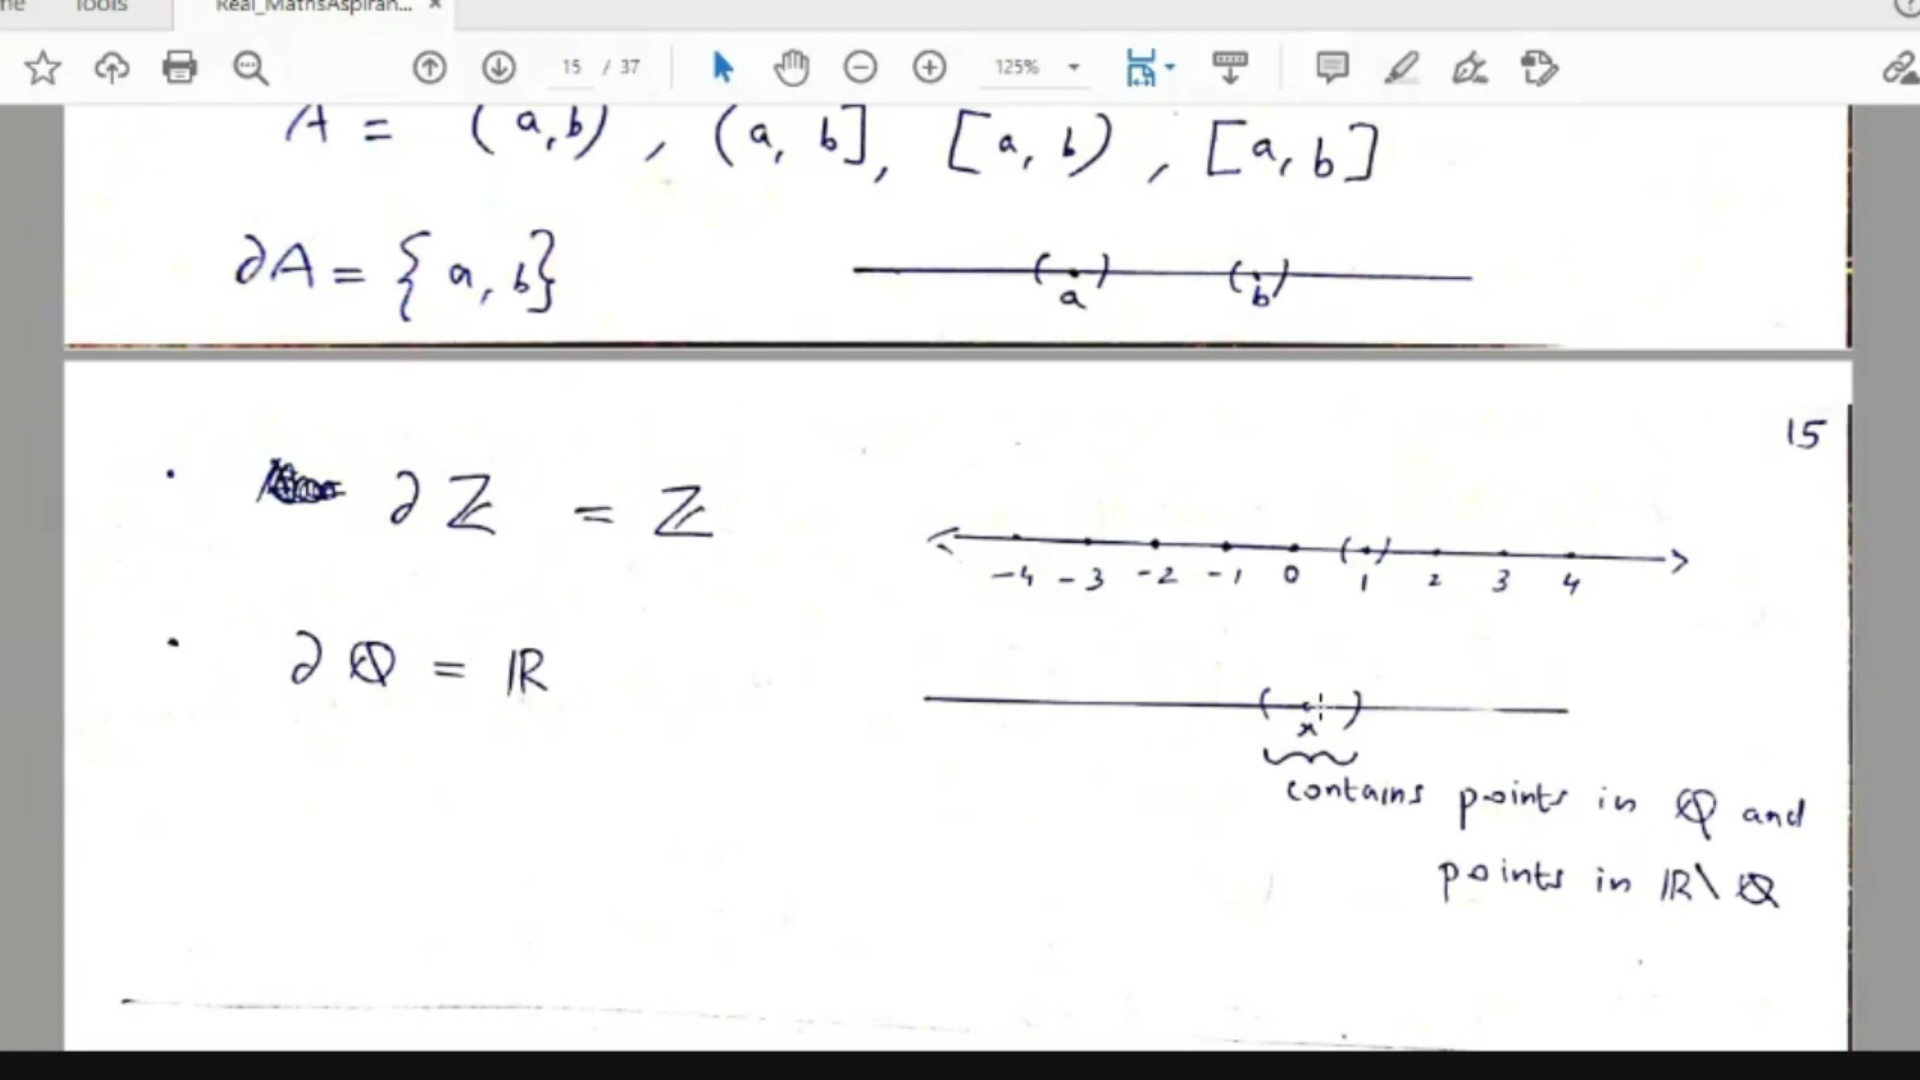 Tools Real_MathsAspiran... ×
15 / 37 125%
A = (a,b) , (a, b], [a, b) , [a, b]
∂A = { a, b}
( a ) ( b )
15
∂ ℤ = ℤ
-4 -3 -2 -1 0 ( 1 ) 2 3 4
∂ ℚ = ℝ
( x )
contains points in ℚ and
points in ℝ\ ℚ